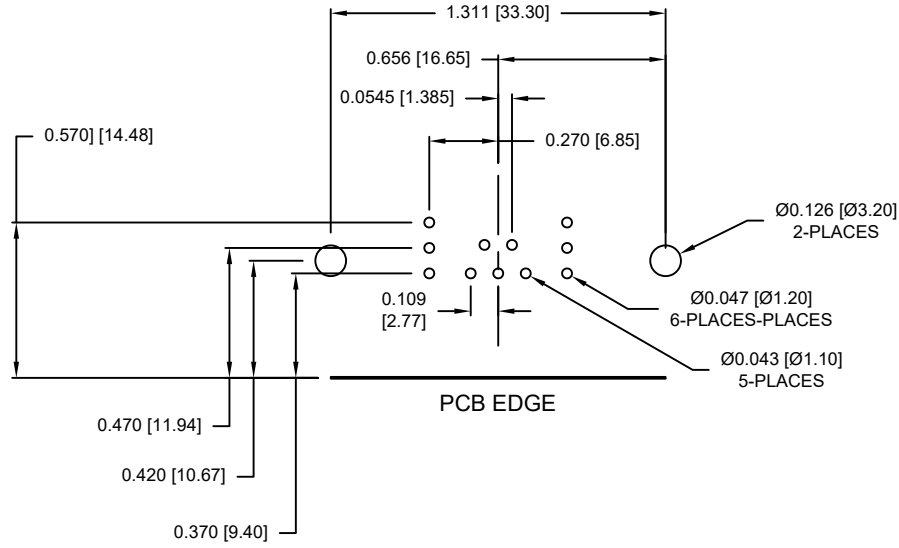 1.311 [33.30]
0.656 [16.65]
0.0545 [1.385]
0.570] [14.48]
0.270 [6.85]
Ø0.126 [Ø3.20]
2-PLACES
0.109
[2.77]
Ø0.047 [Ø1.20]
6-PLACES-PLACES
Ø0.043 [Ø1.10]
5-PLACES
PCB EDGE
0.470 [11.94]
0.420 [10.67]
0.370 [9.40]